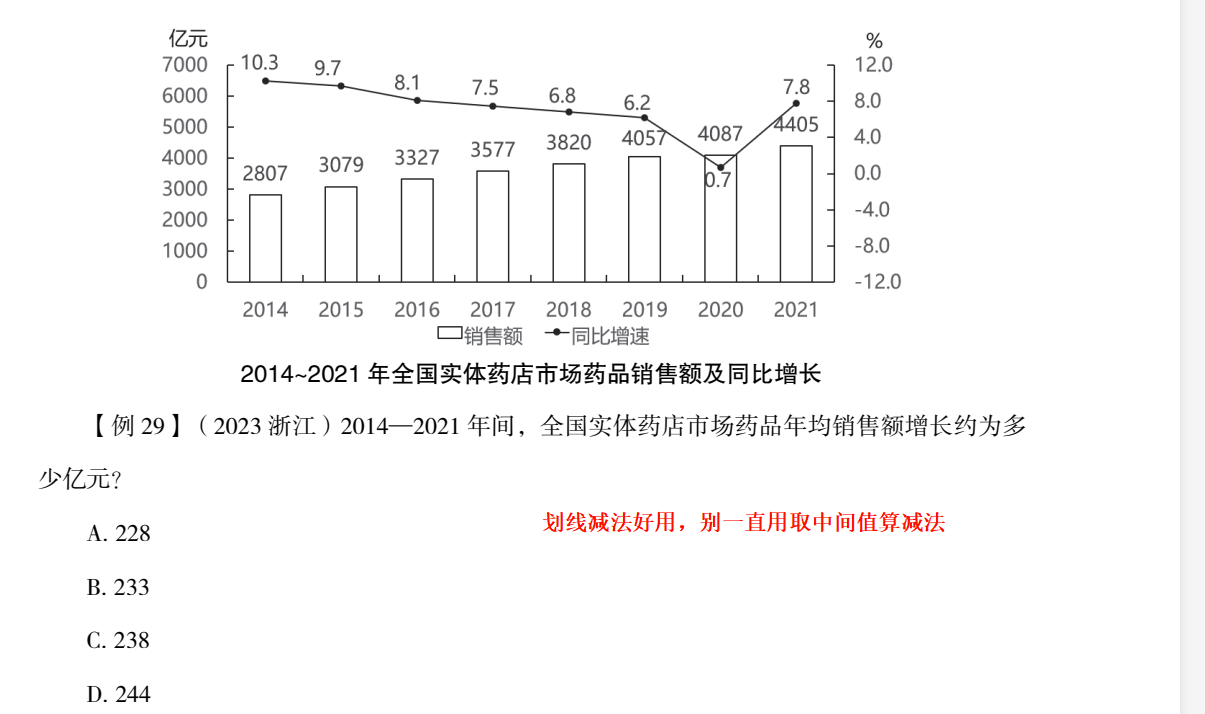 亿元 %
7000 10.3 9.7 8.1 7.5 6.8 6.2 7.8 12.0
6000 8.0
5000 2807 3079 3327 3577 3820 4057 4087 4405 4.0
4000 0.7 0.0
3000 -4.0
2000 -8.0
1000 -12.0
0
2014 2015 2016 2017 2018 2019 2020 2021
销售额 同比增速
2014~2021 年全国实体药店市场药品销售额及同比增长
【例 29】（2023 浙江）2014—2021 年间，全国实体药店市场药品年均销售额增长约为多
少亿元？
A. 228
划线减法好用，别一直用取中间值算减法
B. 233
C. 238
D. 244